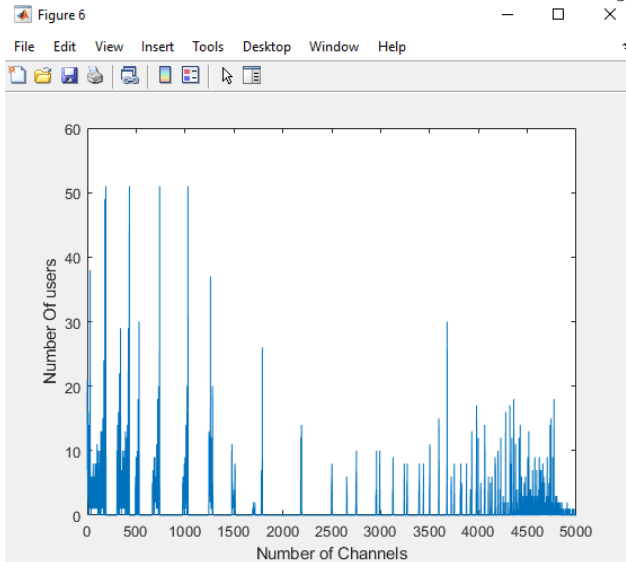 Figure 6
File Edit View Insert Tools Desktop Window Help
60
50
40
30
20
10
0
Number Of users
0 500 1000 1500 2000 2500 3000 3500 4000 4500 5000
Number of Channels